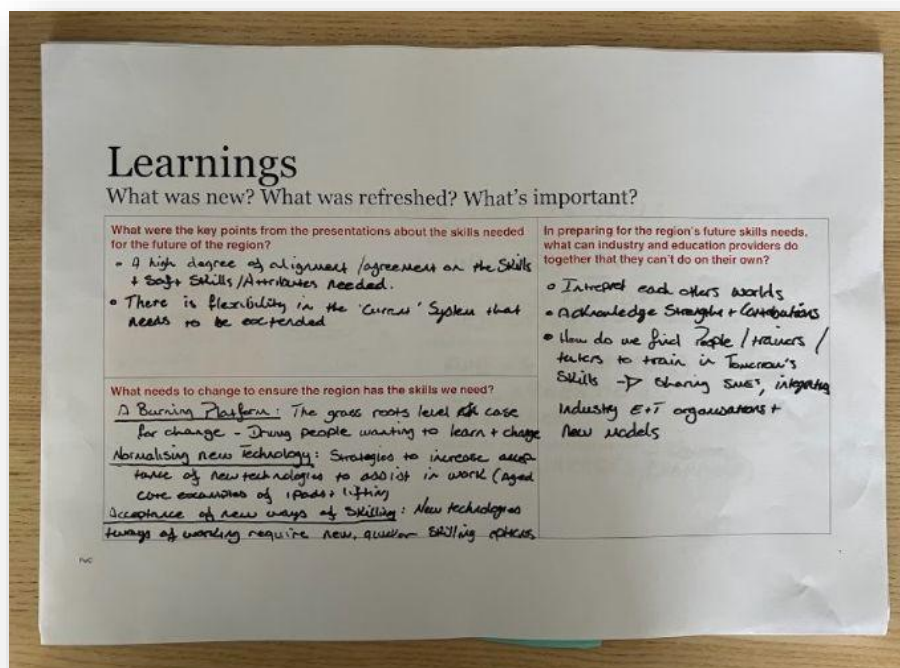 Learnings
What was new? What was refreshed? What's important?
What were the key points from the presentations about the skills needed
for the future of the region?
• A high degree of alignment /agreement on the Skills
+ Soft Skills /Attributes needed.
• There is flexibility in the 'Current' System that
needs to be extended
What needs to change to ensure the region has the skills we need?
A Burning Platform: The grass roots level case
for change - Driving people wanting to learn + change
Normalising new Technology: Strategies to increase accep
tance of new technologies to assist in work (Aged
care examples of ipads + lifting
Acceptance of new ways of Skilling: New technologies
+ways of working require new, quicker Skilling options
In preparing for the region's future skills needs,
what can industry and education providers do
together that they can't do on their own?
• Interpret each others worlds
• Acknowledge Strengths + Contributions
• How do we find People / trainers /
to train in Tomorrow's
Skills -> Sharing SMEs, integrating
Industry E+T organisations +
New models
PwC